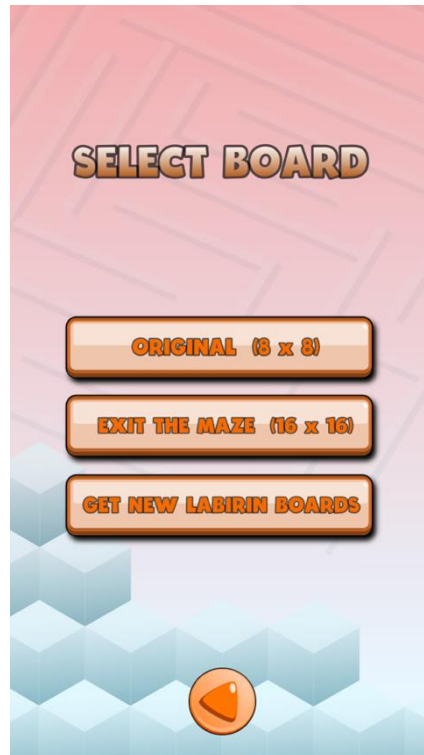 SELECT BOARD
ORIGINAL (8 x 8)
EXIT THE MAZE (16 x 16)
GET NEW LABIRIN BOARDS